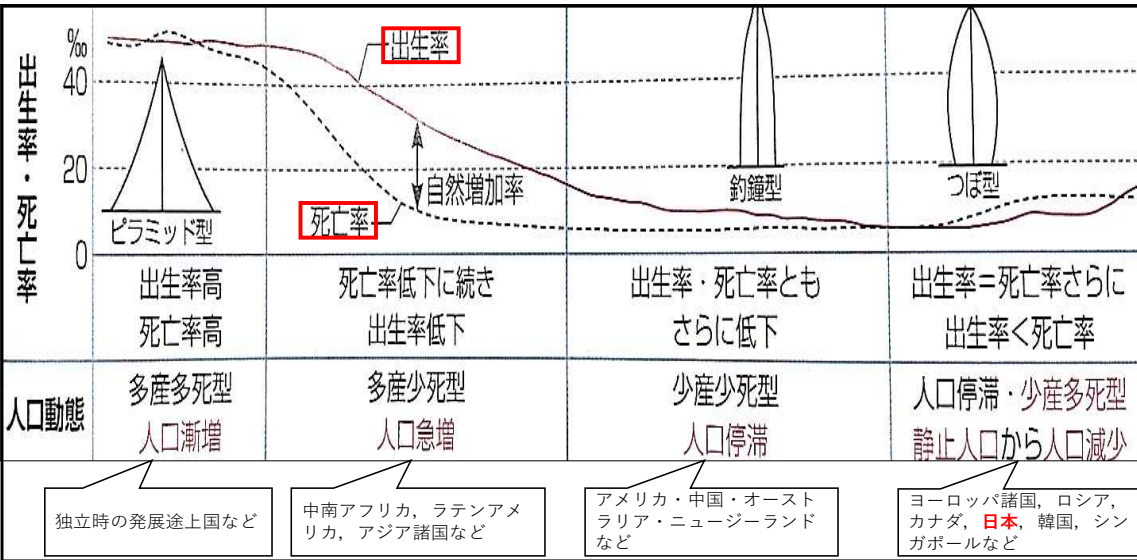 出生率・死亡率
‰
40
20
0
出生率
自然増加率
死亡率
ピラミッド型
釣鐘型
つぼ型
出生率高
死亡率高
死亡率低下に続き
出生率低下
出生率・死亡率とも
さらに低下
出生率=死亡率さらに
出生率<死亡率
人口動態
多産多死型
人口漸増
多産少死型
人口急増
少産少死型
人口停滞
人口停滞・少産多死型
静止人口から人口減少
独立時の発展途上国など
中南アフリカ，ラテンアメ
リカ，アジア諸国など
アメリカ・中国・オースト
ラリア・ニュージーランド
など
ヨーロッパ諸国，ロシア，
カナダ，日本，韓国，シン
ガポールなど